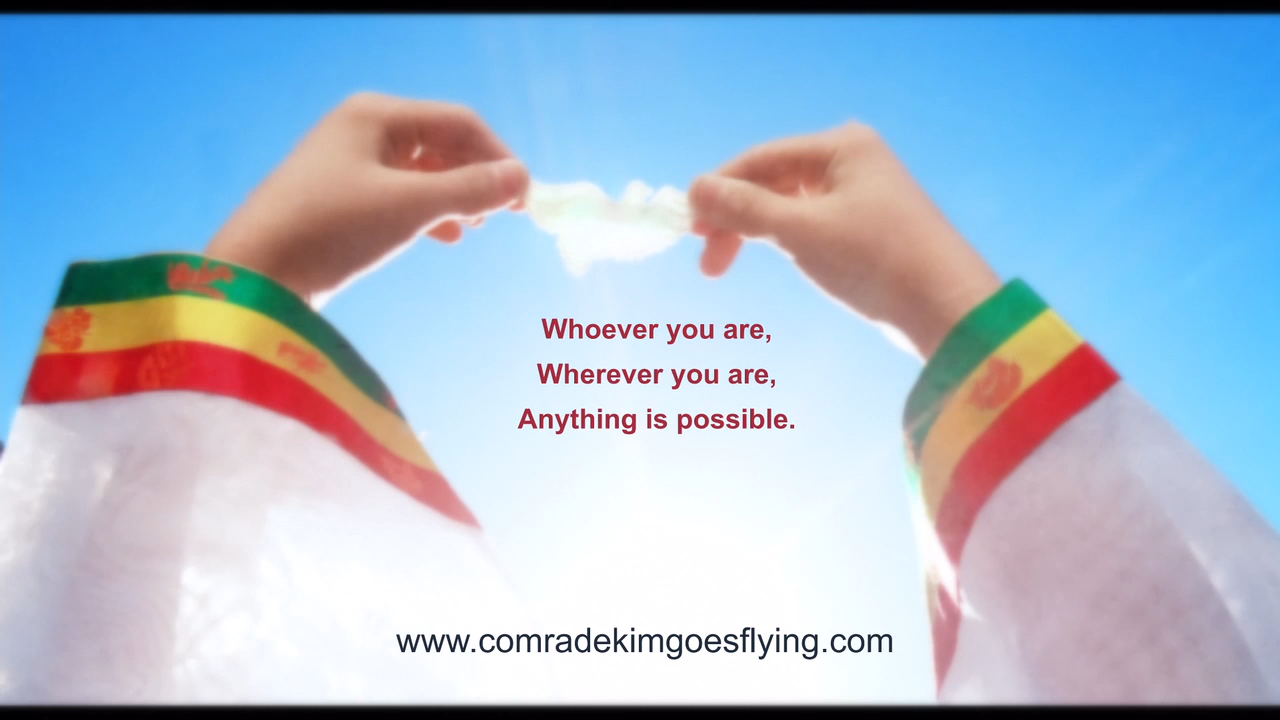 Whoever you are,
Wherever you are,
Anything is possible.
www.comradekimgoesflying.com